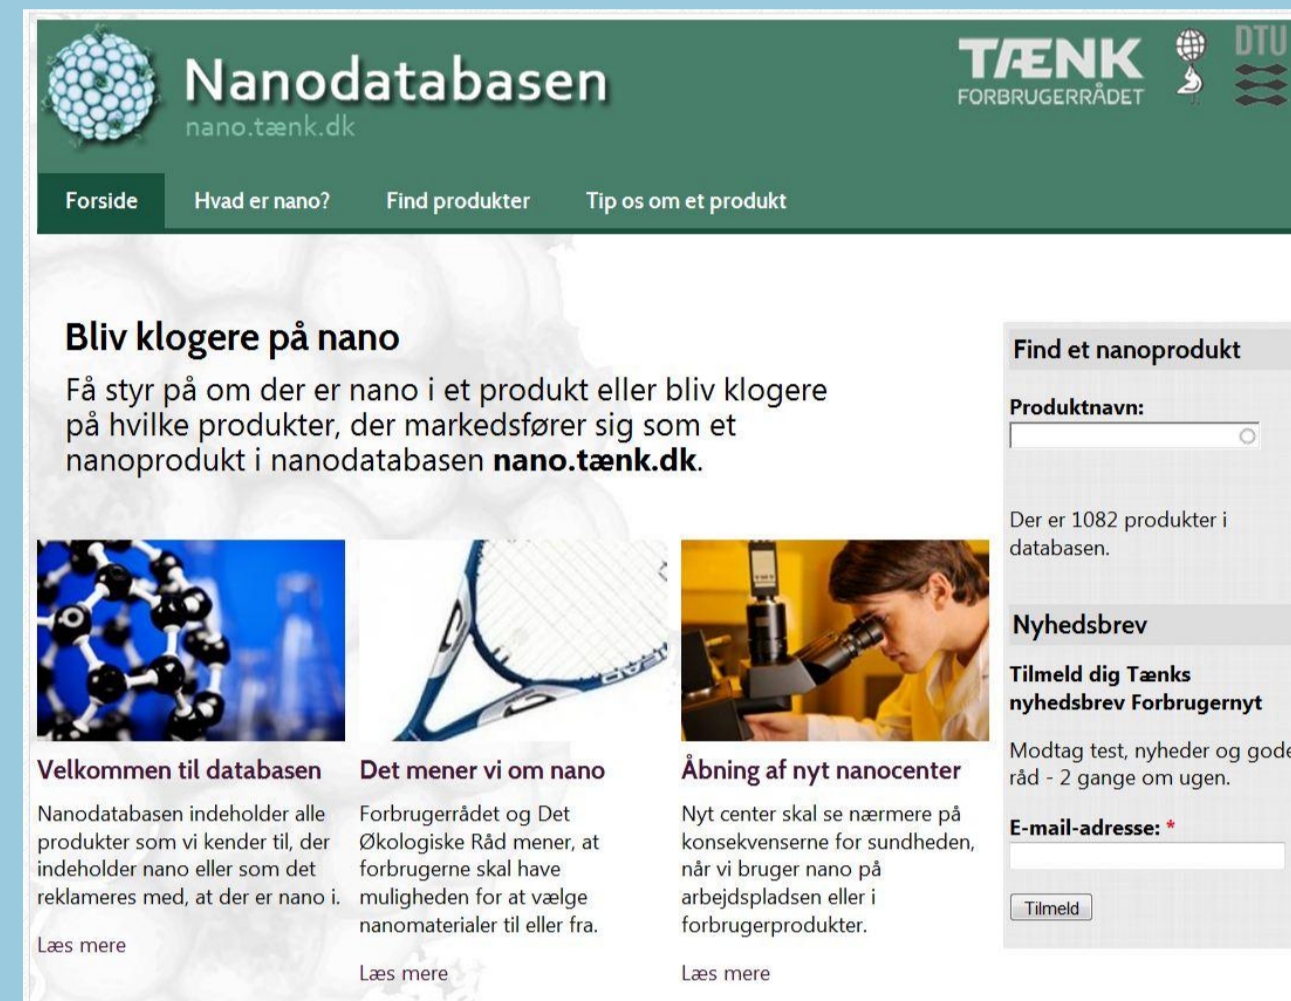 Nanodatabasen
nano.tænk.dk
TÆNK
FORBRUGERRÅDET
DTU
Forside
Hvad er nano?
Find produkter
Tip os om et produkt
Bliv klogere på nano
Få styr på om der er nano i et produkt eller bliv klogere
på hvilke produkter, der markedsfører sig som et
nanoprodukt i nanodatabasen nano.tænk.dk.
Velkommen til databasen
Nanodatabasen indeholder alle
produkter som vi kender til, der
indeholder nano eller som det
reklameres med, at der er nano i.
Læs mere
HEAD
Det mener vi om nano
Forbrugerrådet og Det
Økologiske Råd mener, at
forbrugerne skal have
muligheden for at vælge
nanomaterialer til eller fra.
Læs mere
Åbning af nyt nanocenter
Nyt center skal se nærmere på
konsekvenserne for sundheden,
når vi bruger nano på
arbejdspladsen eller i
forbrugerprodukter.
Læs mere
Find et nanoprodukt
Produktnavn:
Der er 1082 produkter i
databasen.
Nyhedsbrev
Tilmeld dig Tænks
nyhedsbrev Forbrugernyt
Modtag test, nyheder og gode
råd - 2 gange om ugen.
E-mail-adresse: *
Tilmeld